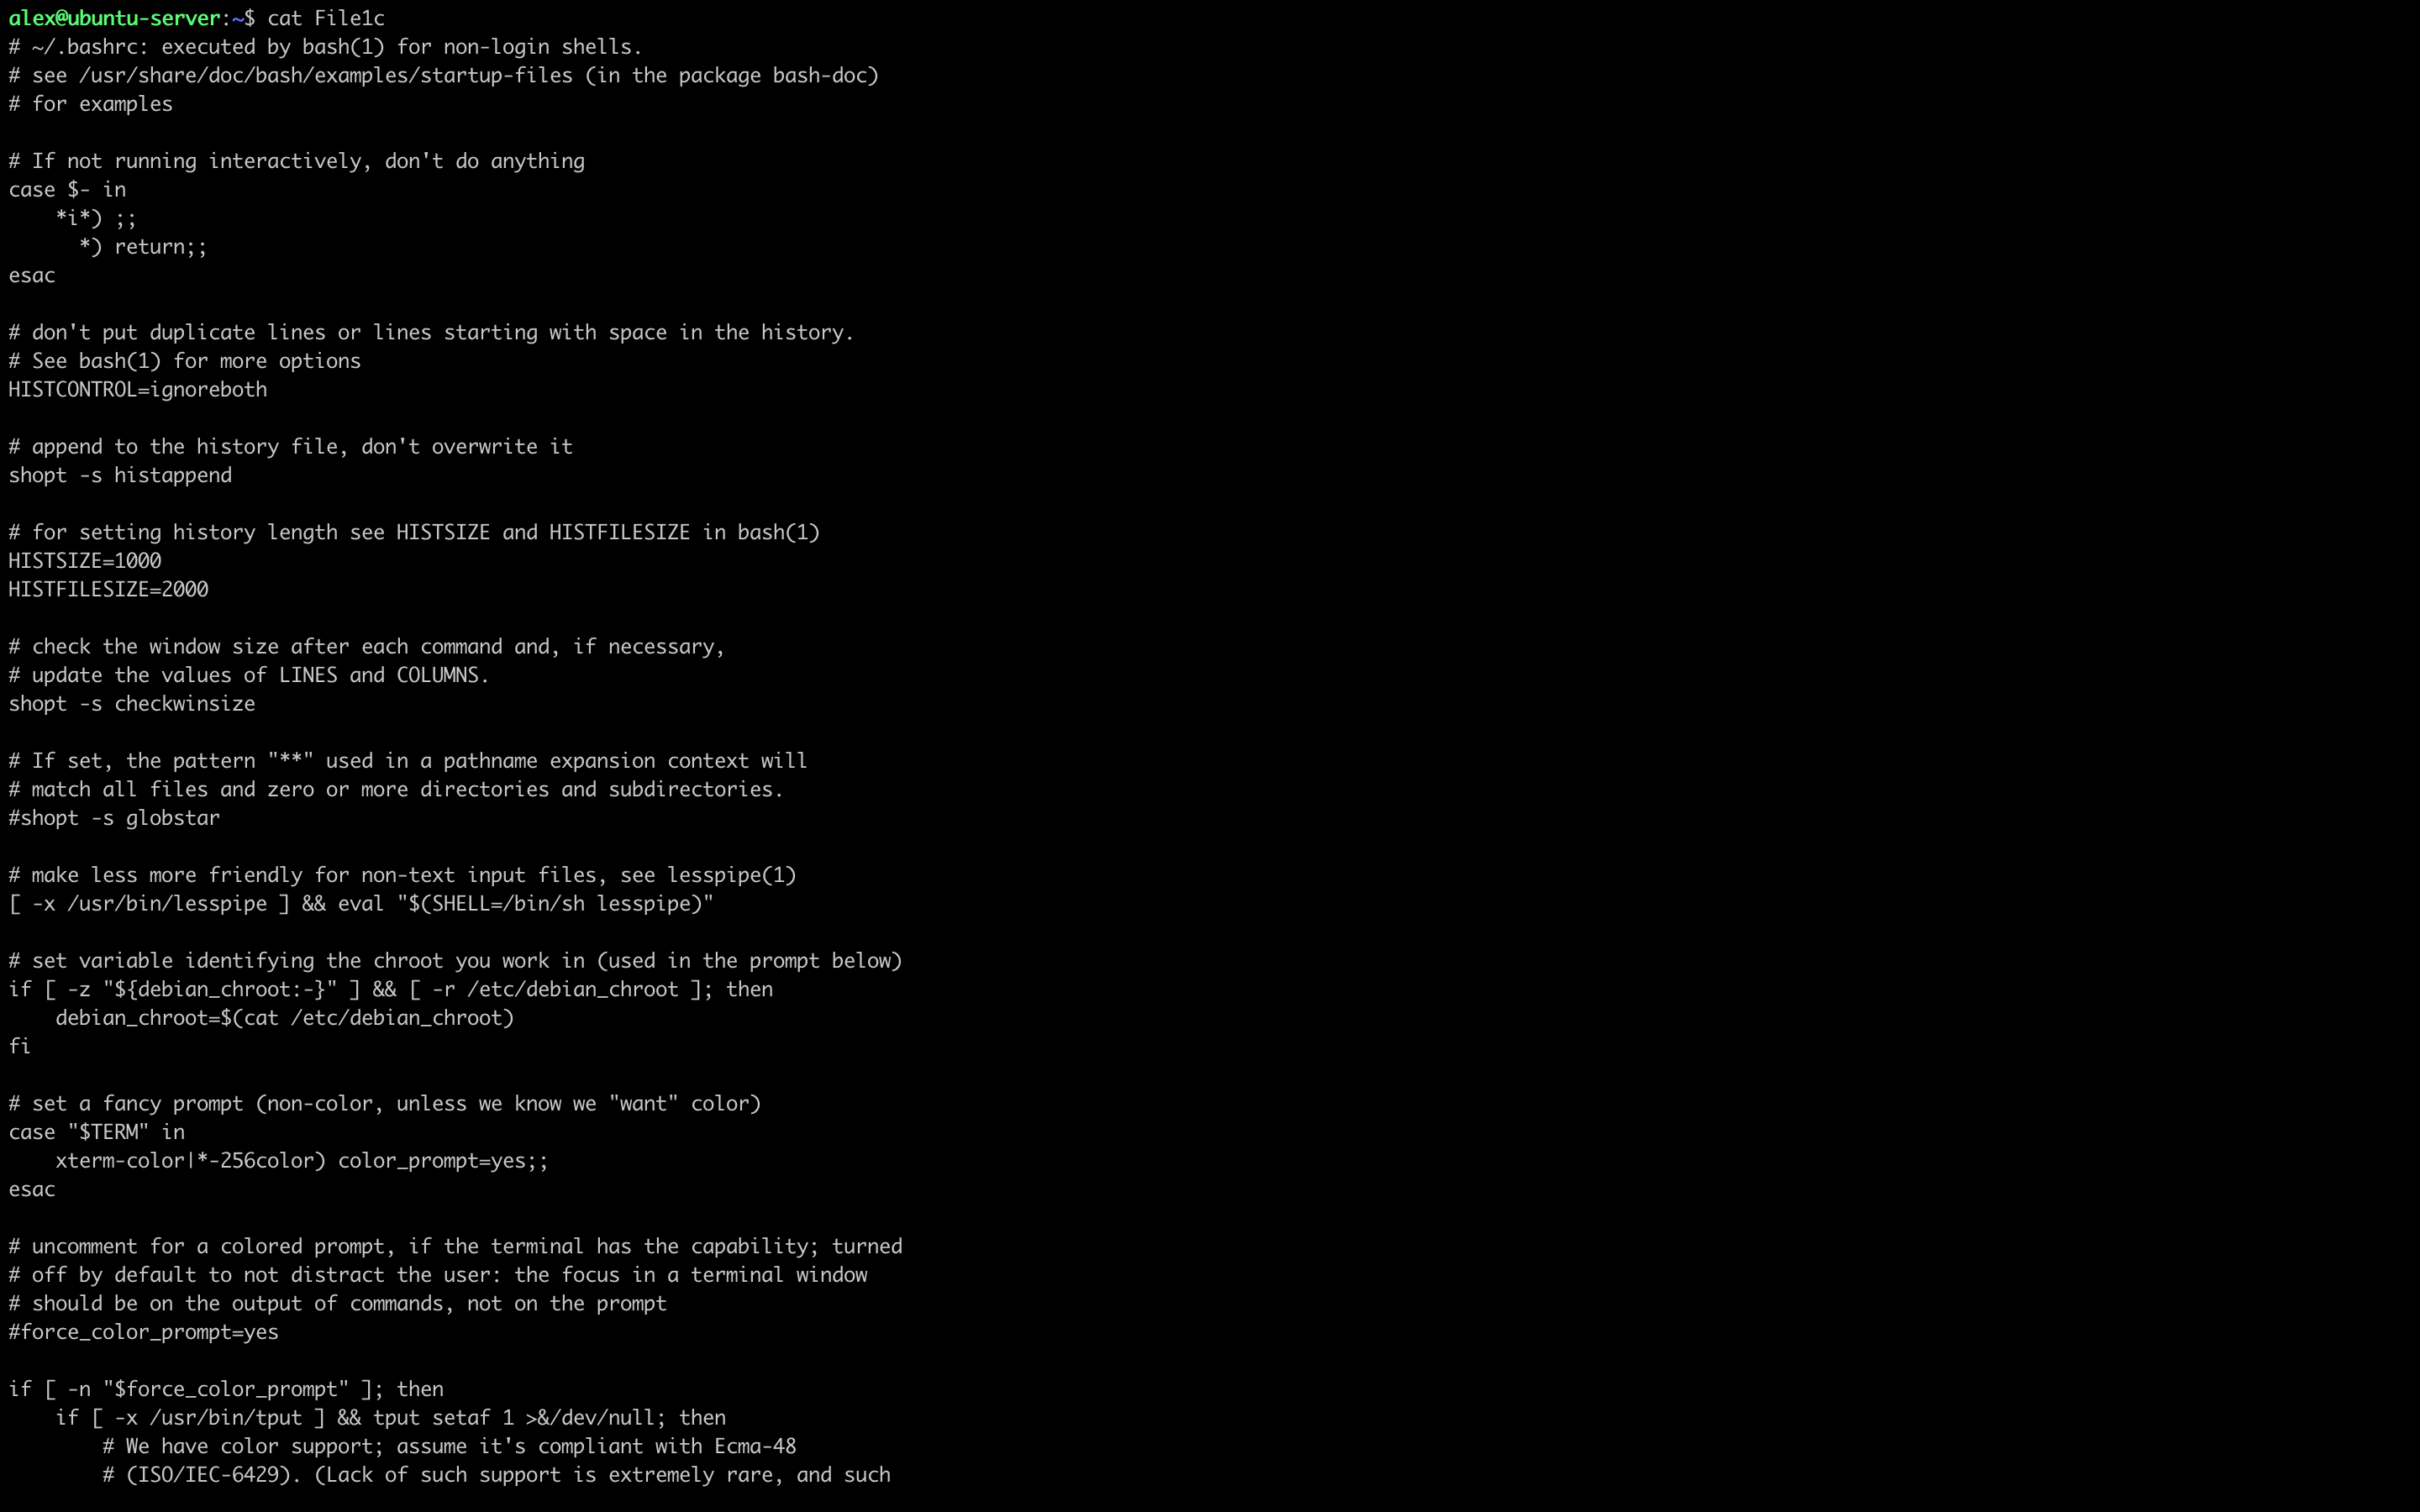 alex@ubuntu-server:~$ cat File1c
# ~/.bashrc: executed by bash(1) for non-login shells.
# see /usr/share/doc/bash/examples/startup-files (in the package bash-doc)
# for examples

# If not running interactively, don't do anything
case $- in
    *i*) ;;
      *) return;;
esac

# don't put duplicate lines or lines starting with space in the history.
# See bash(1) for more options
HISTCONTROL=ignoreboth

# append to the history file, don't overwrite it
shopt -s histappend

# for setting history length see HISTSIZE and HISTFILESIZE in bash(1)
HISTSIZE=1000
HISTFILESIZE=2000

# check the window size after each command and, if necessary,
# update the values of LINES and COLUMNS.
shopt -s checkwinsize

# If set, the pattern "**" used in a pathname expansion context will
# match all files and zero or more directories and subdirectories.
#shopt -s globstar

# make less more friendly for non-text input files, see lesspipe(1)
[ -x /usr/bin/lesspipe ] && eval "$(SHELL=/bin/sh lesspipe)"

# set variable identifying the chroot you work in (used in the prompt below)
if [ -z "${debian_chroot:-}" ] && [ -r /etc/debian_chroot ]; then
    debian_chroot=$(cat /etc/debian_chroot)
fi

# set a fancy prompt (non-color, unless we know we "want" color)
case "$TERM" in
    xterm-color|*-256color) color_prompt=yes;;
esac

# uncomment for a colored prompt, if the terminal has the capability; turned
# off by default to not distract the user: the focus in a terminal window
# should be on the output of commands, not on the prompt
#force_color_prompt=yes

if [ -n "$force_color_prompt" ]; then
    if [ -x /usr/bin/tput ] && tput setaf 1 >&/dev/null; then
        # We have color support; assume it's compliant with Ecma-48
        # (ISO/IEC-6429). (Lack of such support is extremely rare, and such